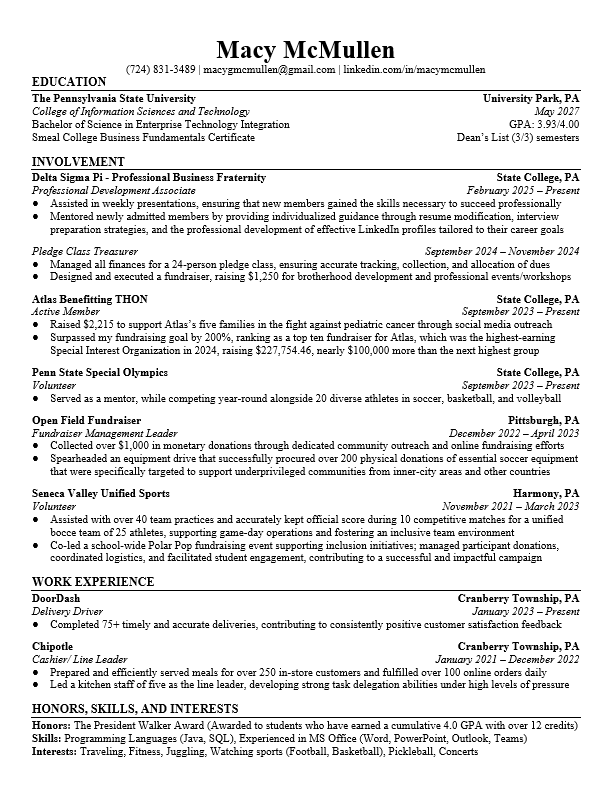 Macy McMullen
(724) 831-3489 | macygmcmullen@gmail.com | linkedin.com/in/macymcmullen
EDUCATION
The Pennsylvania State University University Park, PA
College of Information Sciences and Technology May 2027
Bachelor of Science in Enterprise Technology Integration GPA: 3.93/4.00
Smeal College Business Fundamentals Certificate Dean's List (3/3) semesters
INVOLVEMENT
Delta Sigma Pi - Professional Business Fraternity State College, PA
Professional Development Associate February 2025 – Present
● Assisted in weekly presentations, ensuring that new members gained the skills necessary to succeed professionally
● Mentored newly admitted members by providing individualized guidance through resume modification, interview
preparation strategies, and the professional development of effective LinkedIn profiles tailored to their career goals
Pledge Class Treasurer September 2024 – November 2024
● Managed all finances for a 24-person pledge class, ensuring accurate tracking, collection, and allocation of dues
● Designed and executed a fundraiser, raising $1,250 for brotherhood development and professional events/workshops
Atlas Benefitting THON State College, PA
Active Member September 2023 – Present
● Raised $2,215 to support Atlas's five families in the fight against pediatric cancer through social media outreach
● Surpassed my fundraising goal by 200%, ranking as a top ten fundraiser for Atlas, which was the highest-earning
Special Interest Organization in 2024, raising $227,754.46, nearly $100,000 more than the next highest group
Penn State Special Olympics State College, PA
Volunteer September 2023 – Present
● Served as a mentor, while competing year-round alongside 20 diverse athletes in soccer, basketball, and volleyball
Open Field Fundraiser Pittsburgh, PA
Fundraiser Management Leader December 2022 – April 2023
● Collected over $1,000 in monetary donations through dedicated community outreach and online fundraising efforts
● Spearheaded an equipment drive that successfully procured over 200 physical donations of essential soccer equipment
that were specifically targeted to support underprivileged communities from inner-city areas and other countries
Seneca Valley Unified Sports Harmony, PA
Volunteer November 2021 – March 2023
● Assisted with over 40 team practices and accurately kept official score during 10 competitive matches for a unified
bocce team of 25 athletes, supporting game-day operations and fostering an inclusive team environment
● Co-led a school-wide Polar Pop fundraising event supporting inclusion initiatives; managed participant donations,
coordinated logistics, and facilitated student engagement, contributing to a successful and impactful campaign
WORK EXPERIENCE
DoorDash Cranberry Township, PA
Delivery Driver January 2023 – Present
● Completed 75+ timely and accurate deliveries, contributing to consistently positive customer satisfaction feedback
Chipotle Cranberry Township, PA
Cashier/ Line Leader January 2021 – December 2022
● Prepared and efficiently served meals for over 250 in-store customers and fulfilled over 100 online orders daily
● Led a kitchen staff of five as the line leader, developing strong task delegation abilities under high levels of pressure
HONORS, SKILLS, AND INTERESTS
Honors: The President Walker Award (Awarded to students who have earned a cumulative 4.0 GPA with over 12 credits)
Skills: Programming Languages (Java, SQL), Experienced in MS Office (Word, PowerPoint, Outlook, Teams)
Interests: Traveling, Fitness, Juggling, Watching sports (Football, Basketball), Pickleball, Concerts